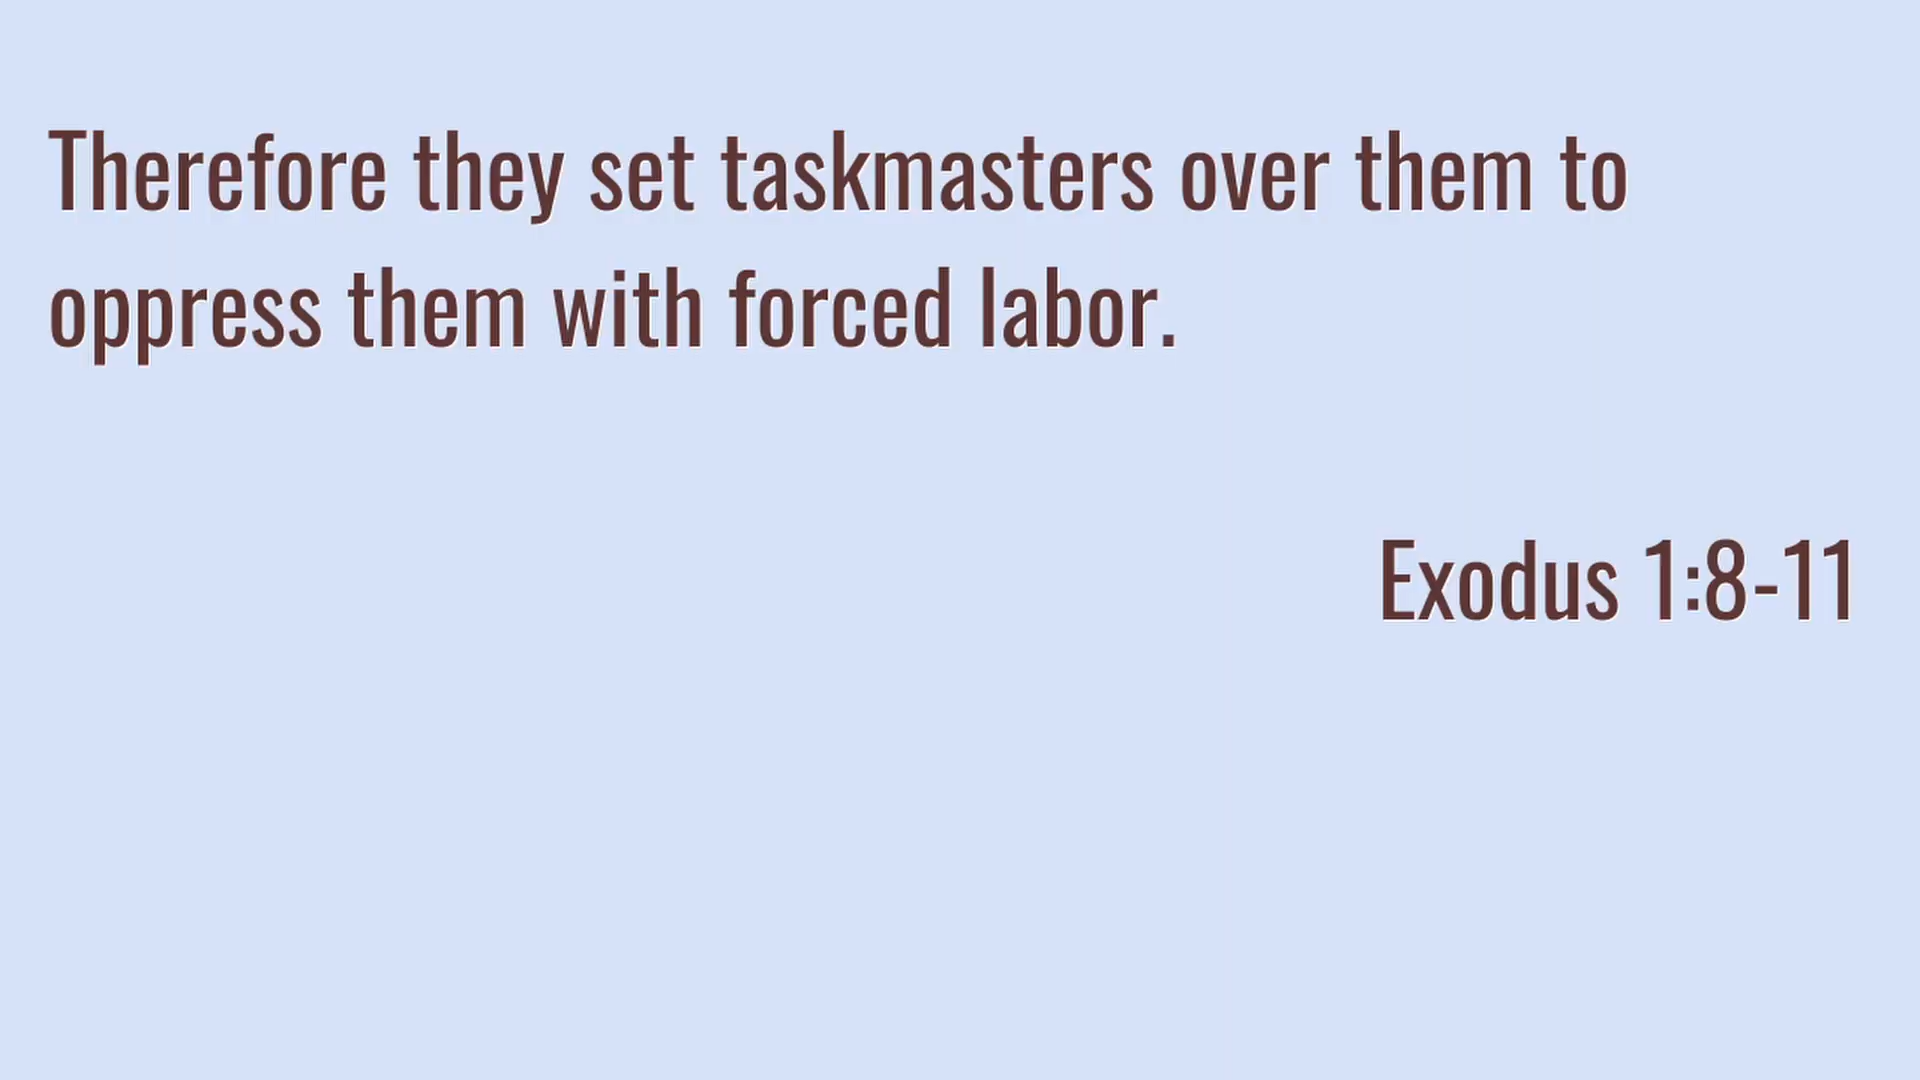 Therefore they set taskmasters over them to
oppress them with forced labor.
Exodus 1:8-11